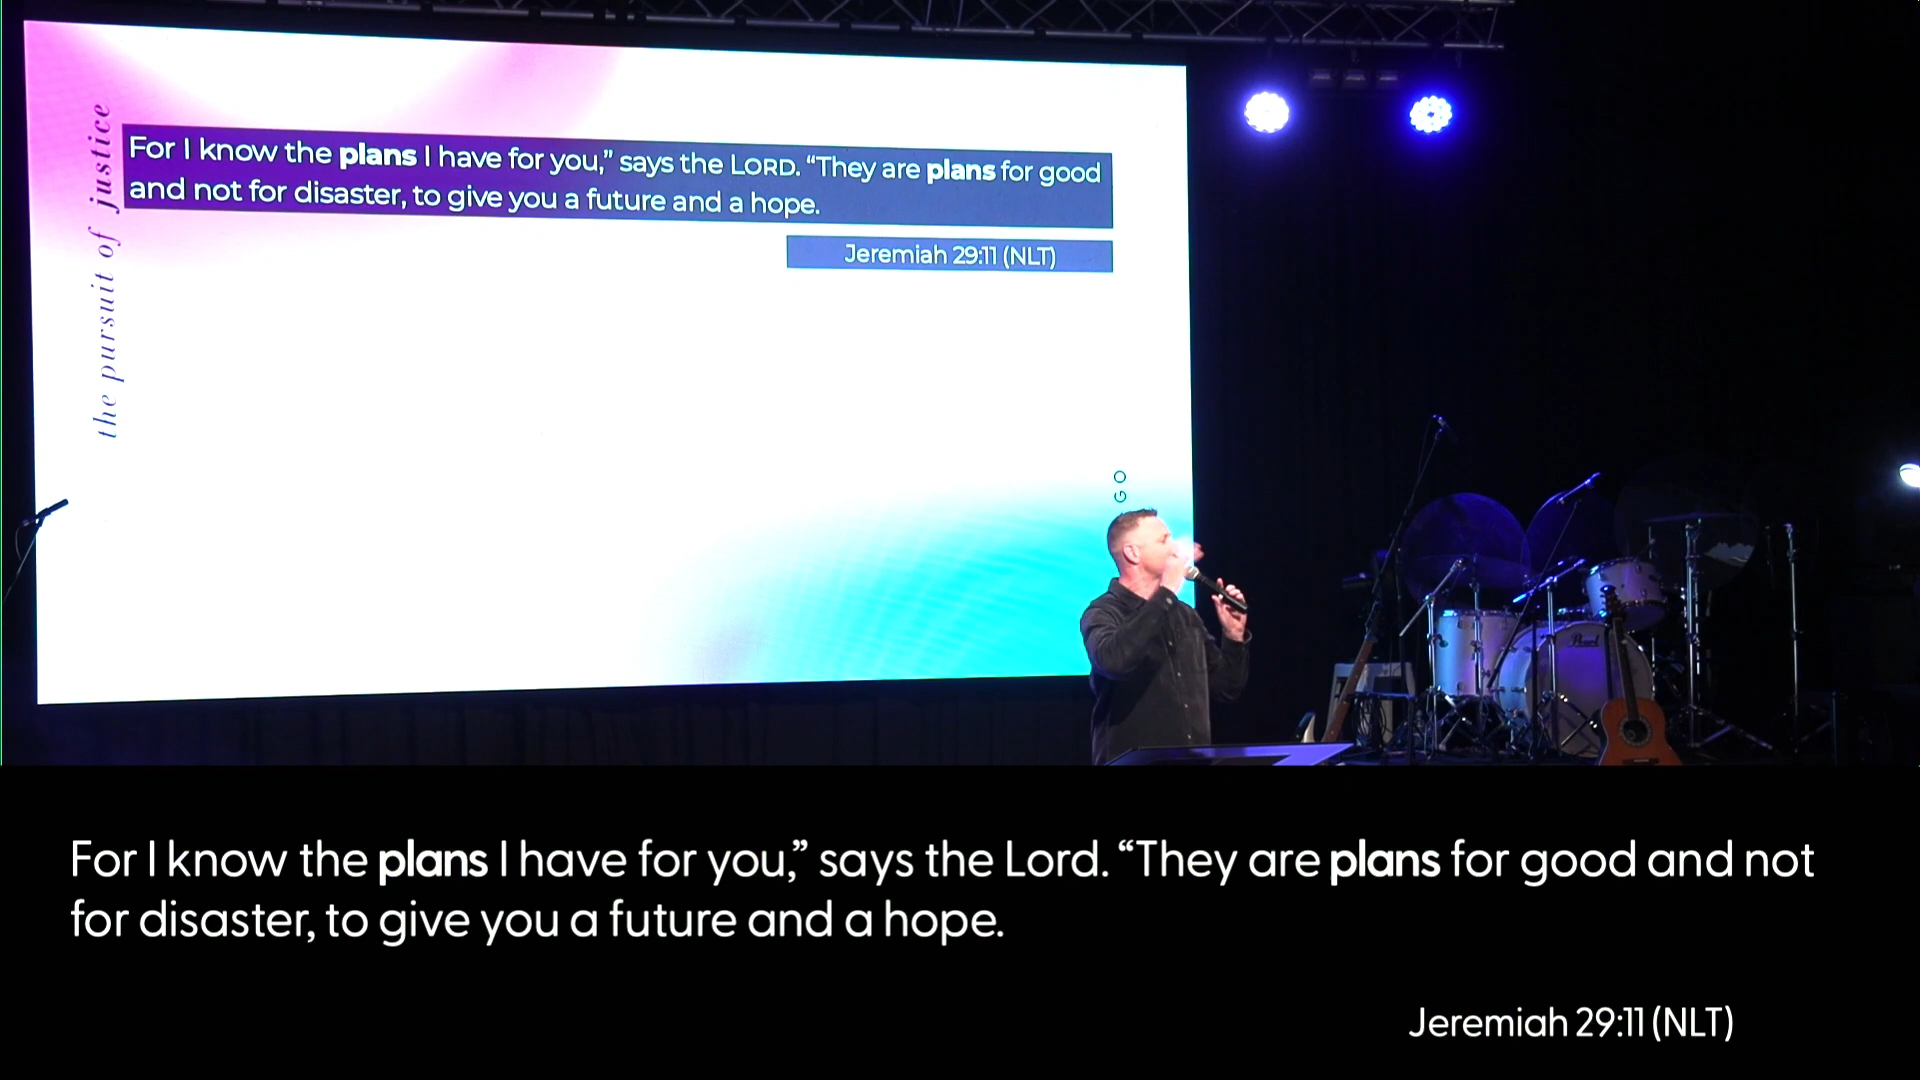 the pursuit of justice
For I know the plans I have for you,” says the LORD. “They are plans for good
and not for disaster, to give you a future and a hope.
Jeremiah 29:11 (NLT)
GO
Pearl
For I know the plans I have for you,” says the Lord. “They are plans for good and not
for disaster, to give you a future and a hope.
Jeremiah 29:11 (NLT)